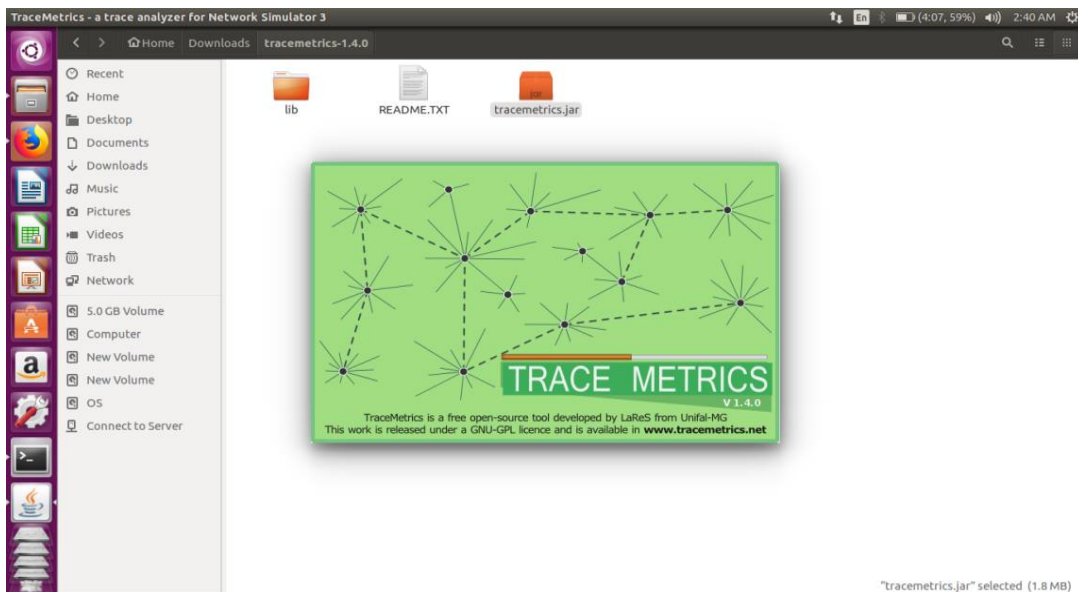 TraceMetrics - a trace analyzer for Network Simulator 3
En
(4:07, 59%)
2:40 AM
Home Downloads tracemetrics-1.4.0
Recent
Home
Desktop
Documents
Downloads
Music
Pictures
Videos
Trash
Network
5.0 GB Volume
Computer
New Volume
New Volume
OS
Connect to Server
lib
README.TXT
jar
tracemetrics.jar
TRACE METRICS
V 1.4.0
TraceMetrics is a free open-source tool developed by LaReS from Unifal-MG
This work is released under a GNU-GPL licence and is available in www.tracemetrics.net
"tracemetrics.jar" selected (1.8 MB)